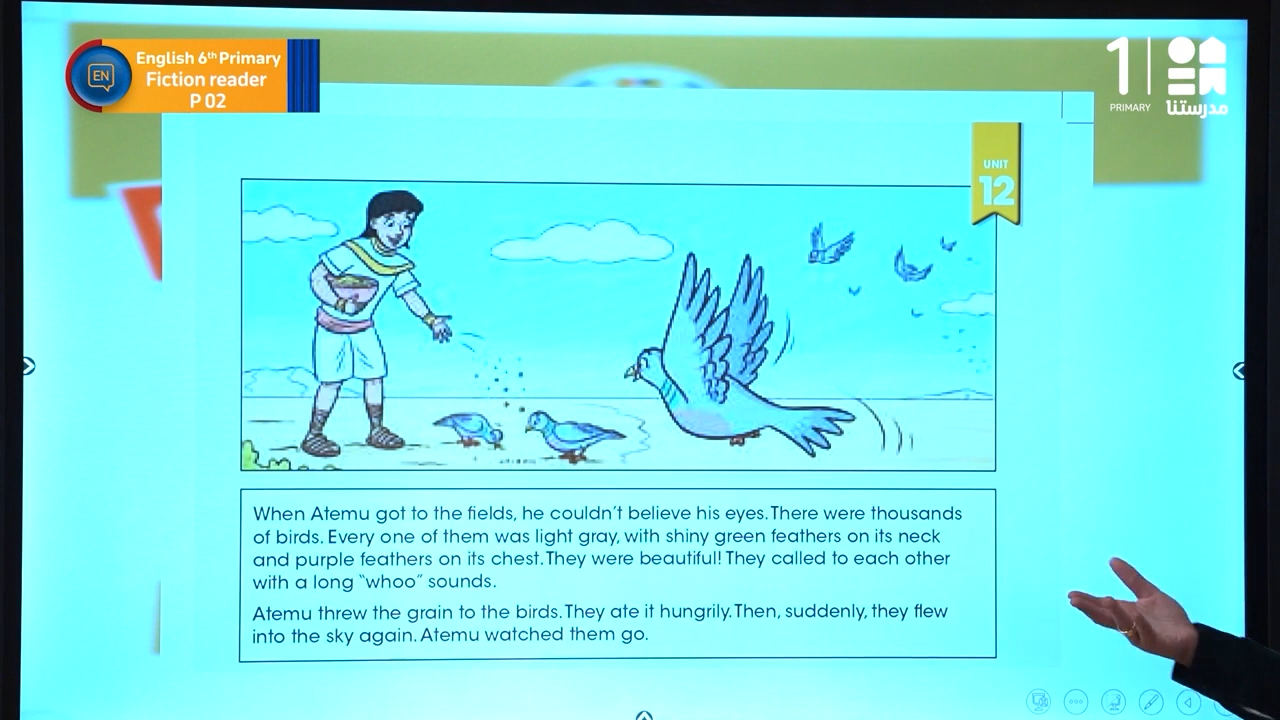 English 6th Primary
EN
Fiction reader
P 02
1
PRIMARY
مدرستنا
UNIT
12
When Atemu got to the fields, he couldn't believe his eyes. There were thousands
of birds. Every one of them was light gray, with shiny green feathers on its neck
and purple feathers on its chest. They were beautiful! They called to each other
with a long "whoo" sounds.
Atemu threw the grain to the birds. They ate it hungrily. Then, suddenly, they flew
into the sky again. Atemu watched them go.